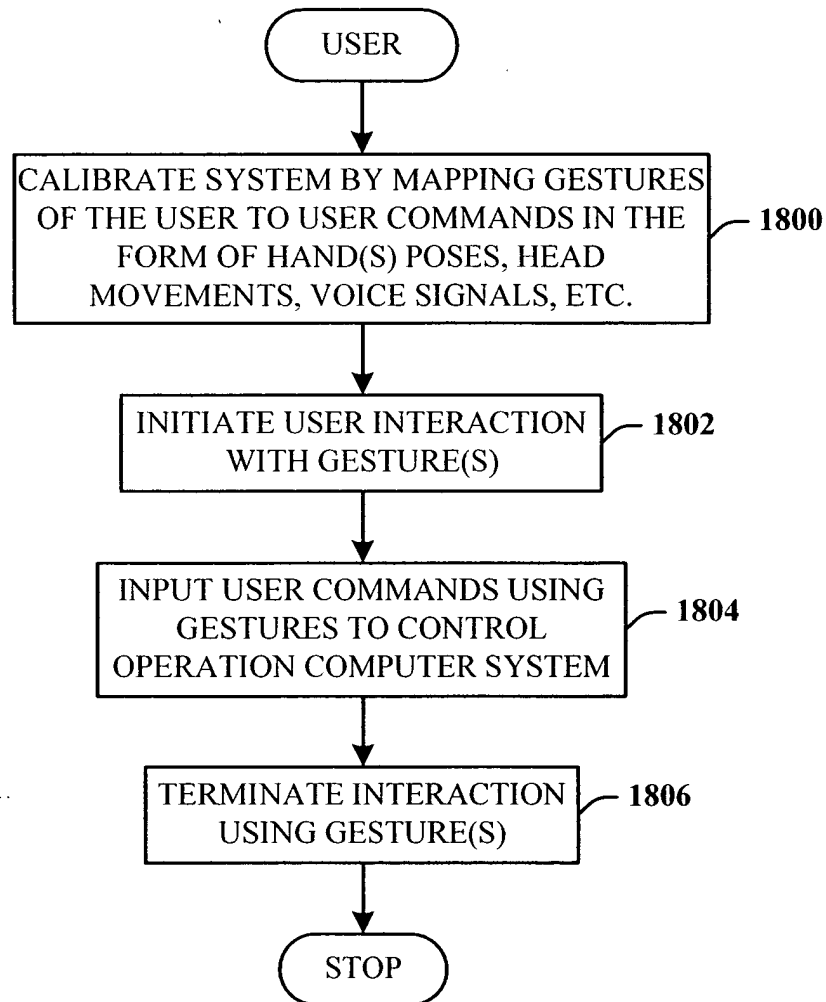 USER
CALIBRATE SYSTEM BY MAPPING GESTURES
OF THE USER TO USER COMMANDS IN THE
FORM OF HAND(S) POSES, HEAD
MOVEMENTS, VOICE SIGNALS, ETC.
1800
INITIATE USER INTERACTION
WITH GESTURE(S)
1802
INPUT USER COMMANDS USING
GESTURES TO CONTROL
OPERATION COMPUTER SYSTEM
1804
TERMINATE INTERACTION
USING GESTURE(S)
1806
STOP